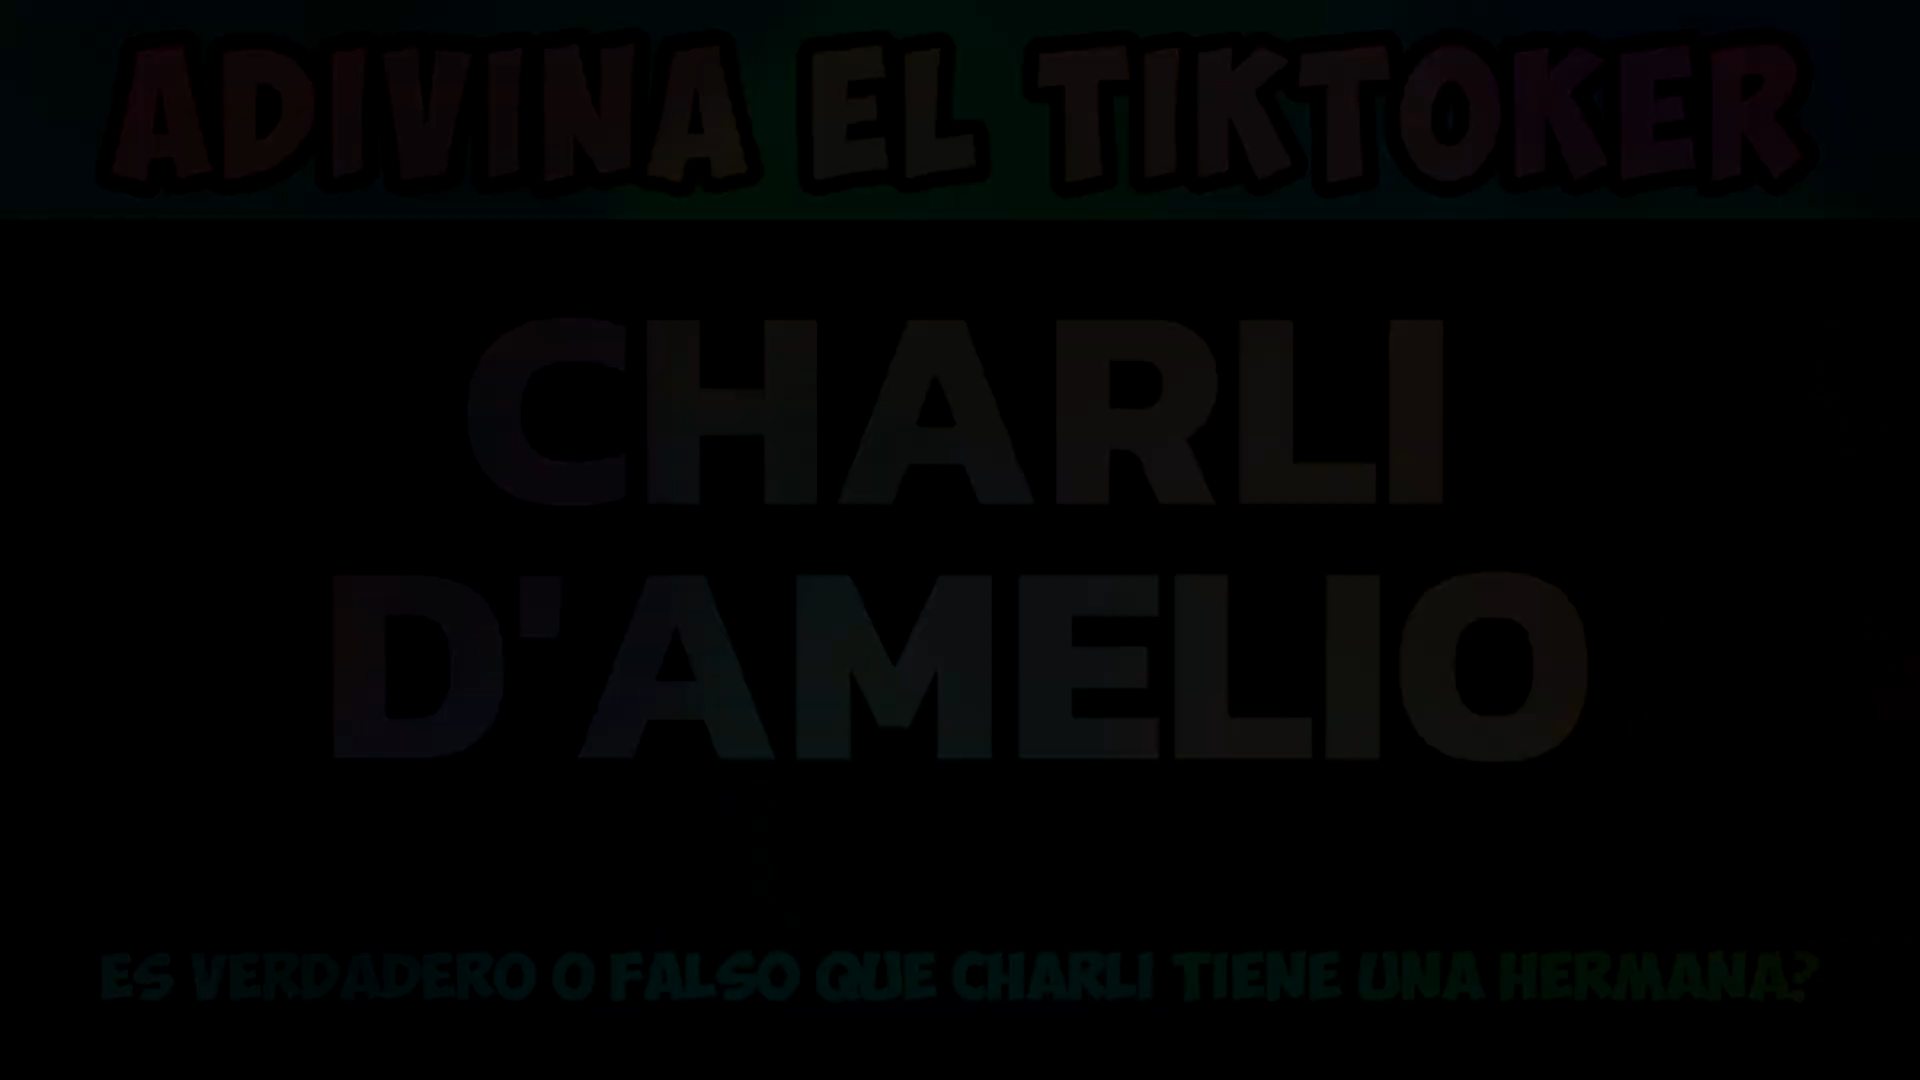 ADIVINA EL TIKTOKER
CHARLI
D'AMELIO
ES VERDADERO O FALSO QUE CHARLI TIENE UNA HERMANA?